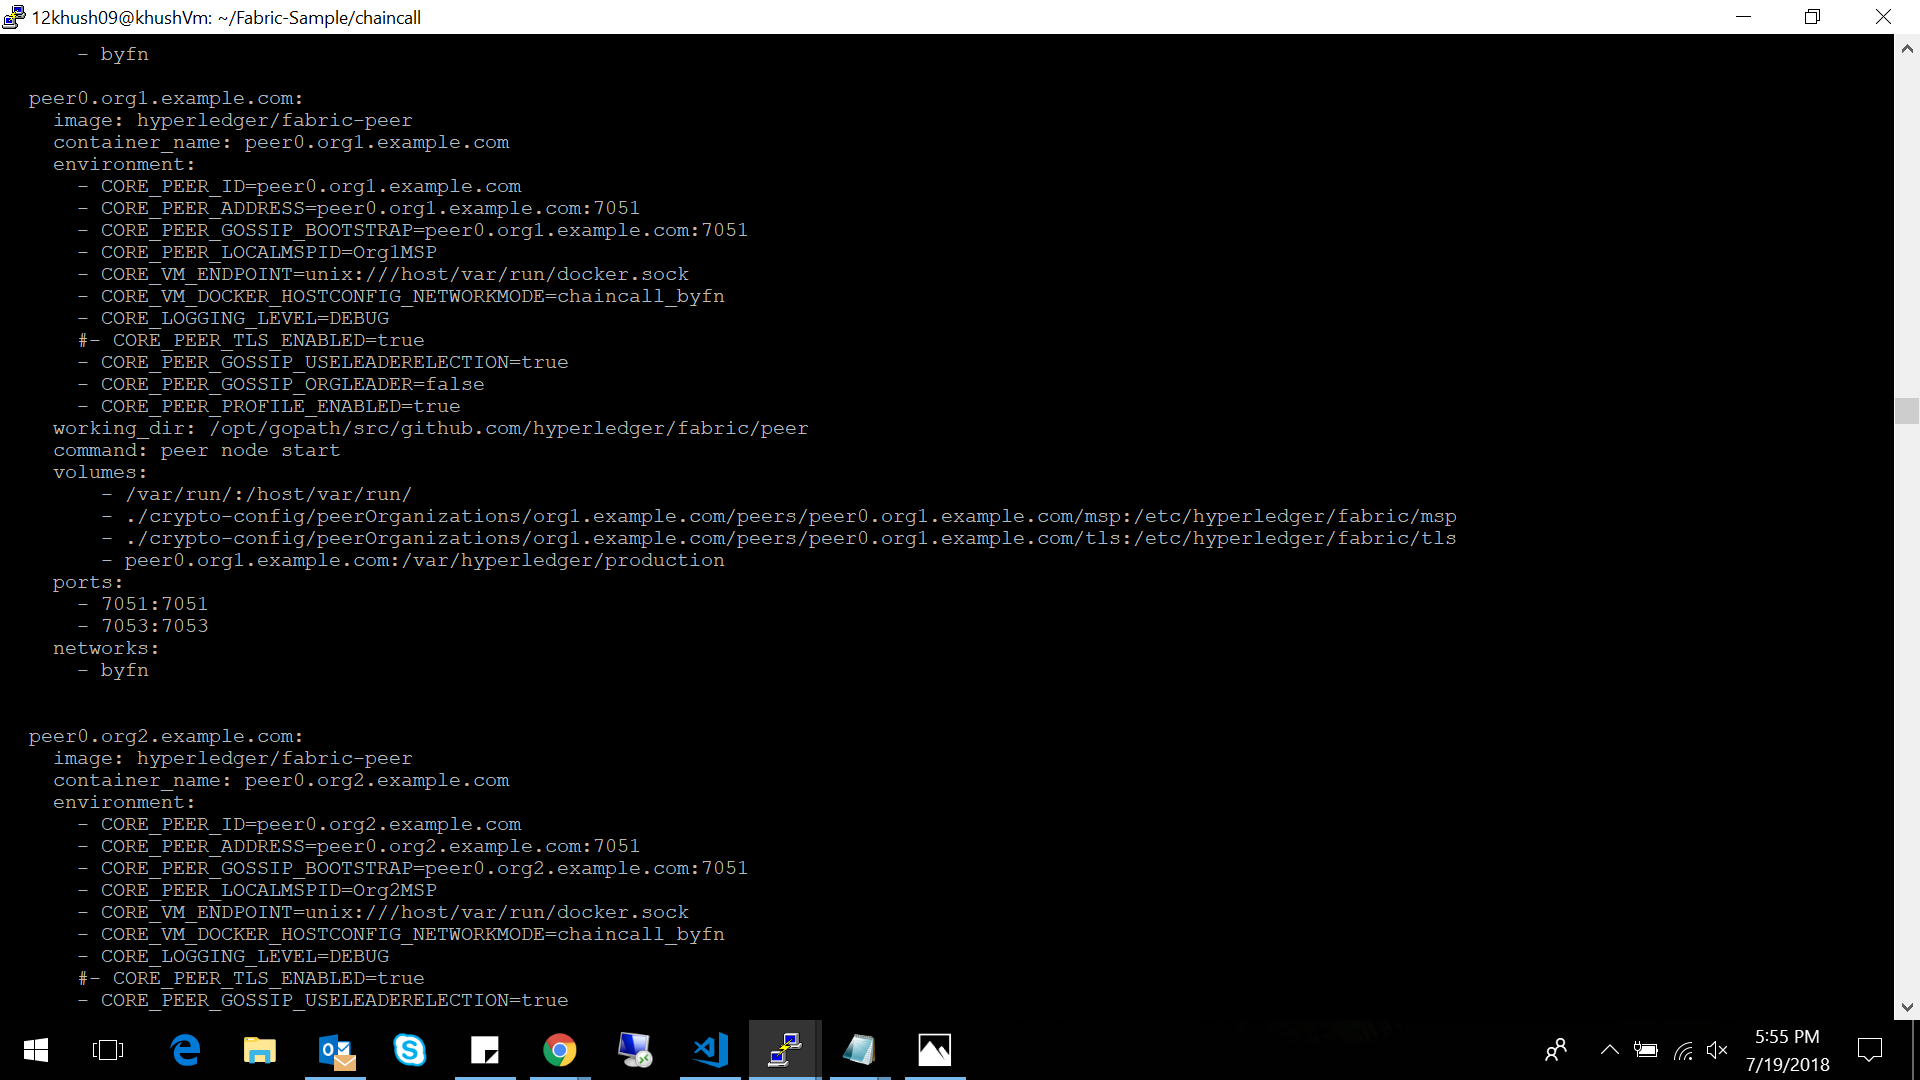 12khush09@khushVm: ~/Fabric-Sample/chaincall
- byfn
peer0.org1.example.com:
image: hyperledger/fabric-peer
container_name: peer0.org1.example.com
environment:
- CORE_PEER_ID=peer0.org1.example.com
- CORE_PEER_ADDRESS=peer0.org1.example.com:7051
- CORE_PEER_GOSSIP_BOOTSTRAP=peer0.org1.example.com:7051
- CORE_PEER_LOCALMSPID=Org1MSP
- CORE_VM_ENDPOINT=unix:///host/var/run/docker.sock
- CORE_VM_DOCKER_HOSTCONFIG_NETWORKMODE=chaincall_byfn
- CORE_LOGGING_LEVEL=DEBUG
#- CORE_PEER_TLS_ENABLED=true
- CORE_PEER_GOSSIP_USELEADERELECTION=true
- CORE_PEER_GOSSIP_ORGLEADER=false
- CORE_PEER_PROFILE_ENABLED=true
working_dir: /opt/gopath/src/github.com/hyperledger/fabric/peer
command: peer node start
volumes:
- /var/run/:/host/var/run/
- ./crypto-config/peerOrganizations/org1.example.com/peers/peer0.org1.example.com/msp:/etc/hyperledger/fabric/msp
- ./crypto-config/peerOrganizations/org1.example.com/peers/peer0.org1.example.com/tls:/etc/hyperledger/fabric/tls
- peer0.org1.example.com:/var/hyperledger/production
ports:
- 7051:7051
- 7053:7053
networks:
- byfn
peer0.org2.example.com:
image: hyperledger/fabric-peer
container_name: peer0.org2.example.com
environment:
- CORE_PEER_ID=peer0.org2.example.com
- CORE_PEER_ADDRESS=peer0.org2.example.com:7051
- CORE_PEER_GOSSIP_BOOTSTRAP=peer0.org2.example.com:7051
- CORE_PEER_LOCALMSPID=Org2MSP
- CORE_VM_ENDPOINT=unix:///host/var/run/docker.sock
- CORE_VM_DOCKER_HOSTCONFIG_NETWORKMODE=chaincall_byfn
- CORE_LOGGING_LEVEL=DEBUG
#- CORE_PEER_TLS_ENABLED=true
- CORE_PEER_GOSSIP_USELEADERELECTION=true
5:55 PM
7/19/2018